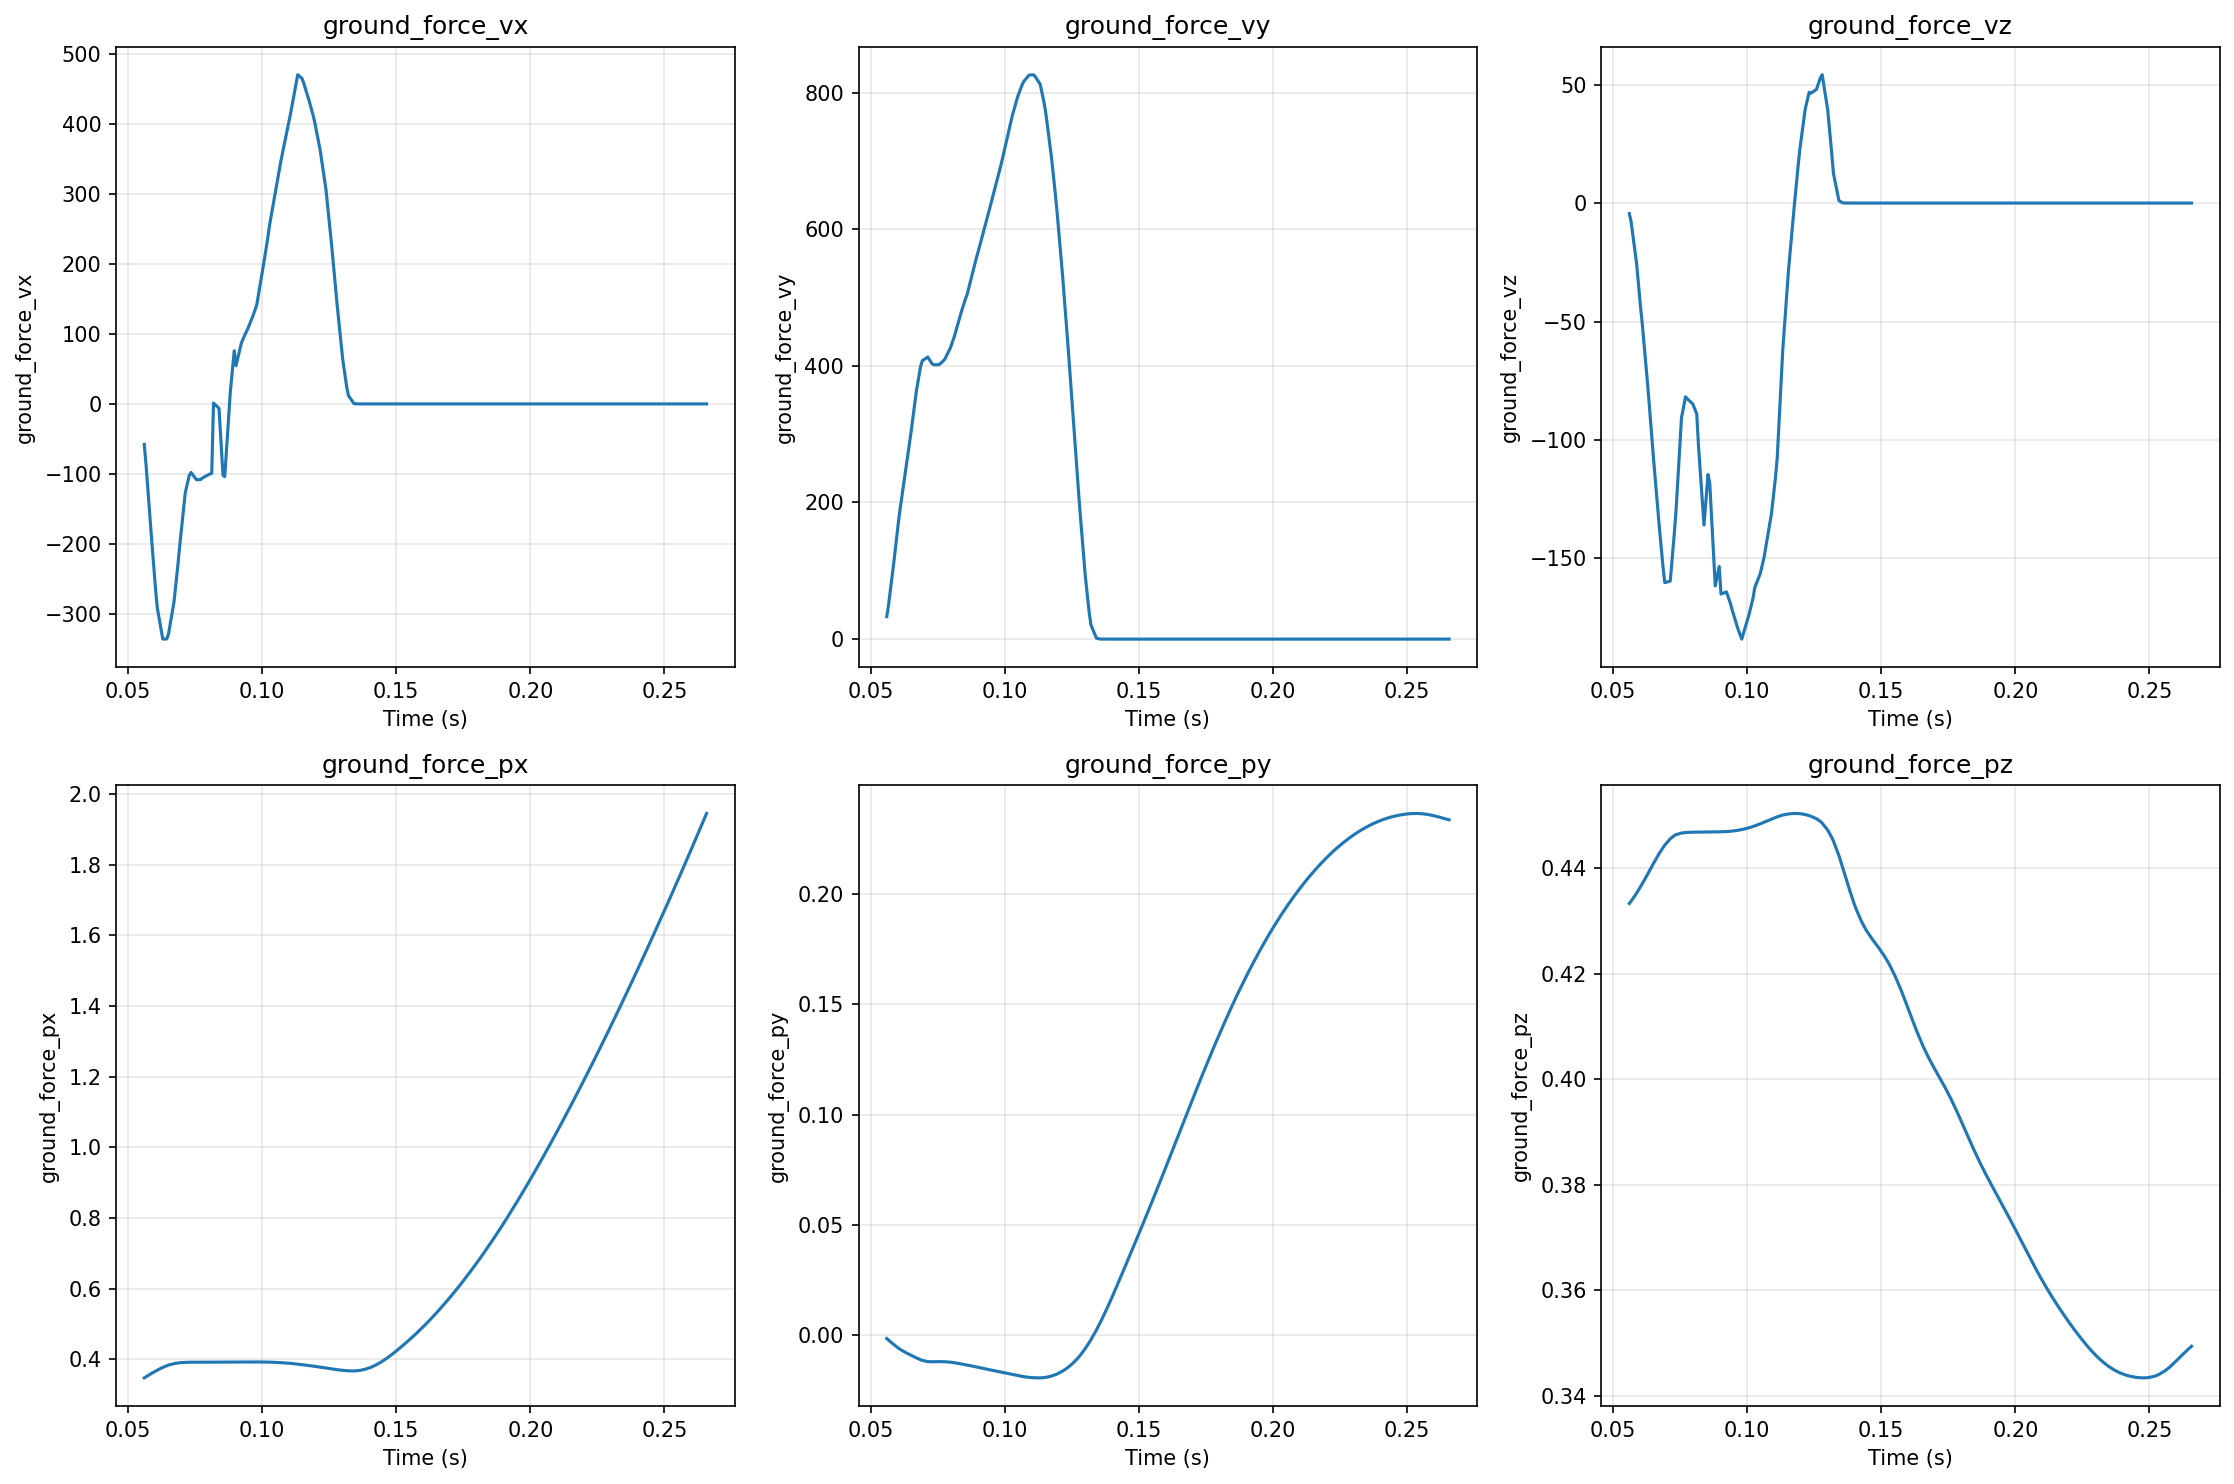 ground_force_vx
500
400
300
200
100
0
−100
−200
−300
ground_force_vx
0.05 0.10 0.15 0.20 0.25
Time (s)
ground_force_vy
800
600
400
200
0
ground_force_vy
0.05 0.10 0.15 0.20 0.25
Time (s)
ground_force_vz
50
0
−50
−100
−150
ground_force_vz
0.05 0.10 0.15 0.20 0.25
Time (s)
ground_force_px
2.0
1.8
1.6
1.4
1.2
1.0
0.8
0.6
0.4
ground_force_px
0.05 0.10 0.15 0.20 0.25
Time (s)
ground_force_py
0.20
0.15
0.10
0.05
0.00
ground_force_py
0.05 0.10 0.15 0.20 0.25
Time (s)
ground_force_pz
0.44
0.42
0.40
0.38
0.36
0.34
ground_force_pz
0.05 0.10 0.15 0.20 0.25
Time (s)